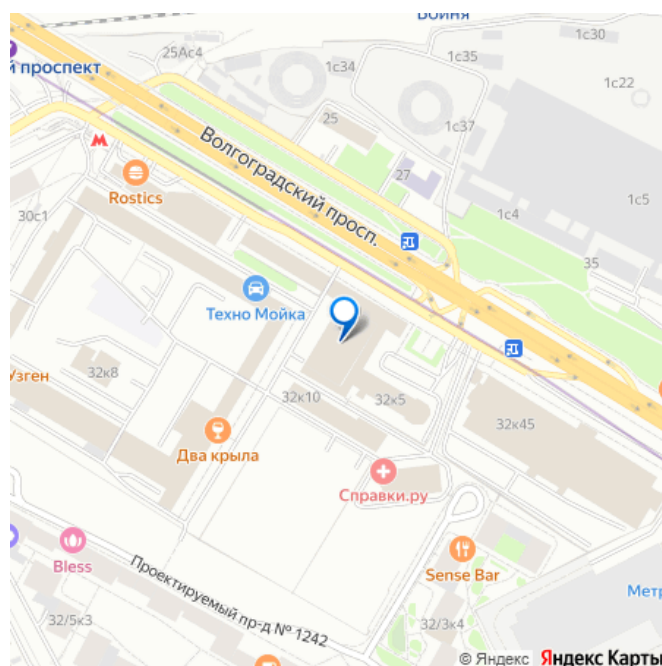 Бойня
1с30
25Ас4
1с35
й проспект
1с34
1с22
25
1с37
Волгоградский просп.
Rostics
27
30с1
1с4
1с5
35
Техно Мойка
Узген
32к8
32к10
32к5
32к45
Два крыла
Справки.ру
Bless
Sense Bar
Проектируемый пр-д № 1242
Метр
32/5к3
32/3к4
© Яндекс Яндекс Карты